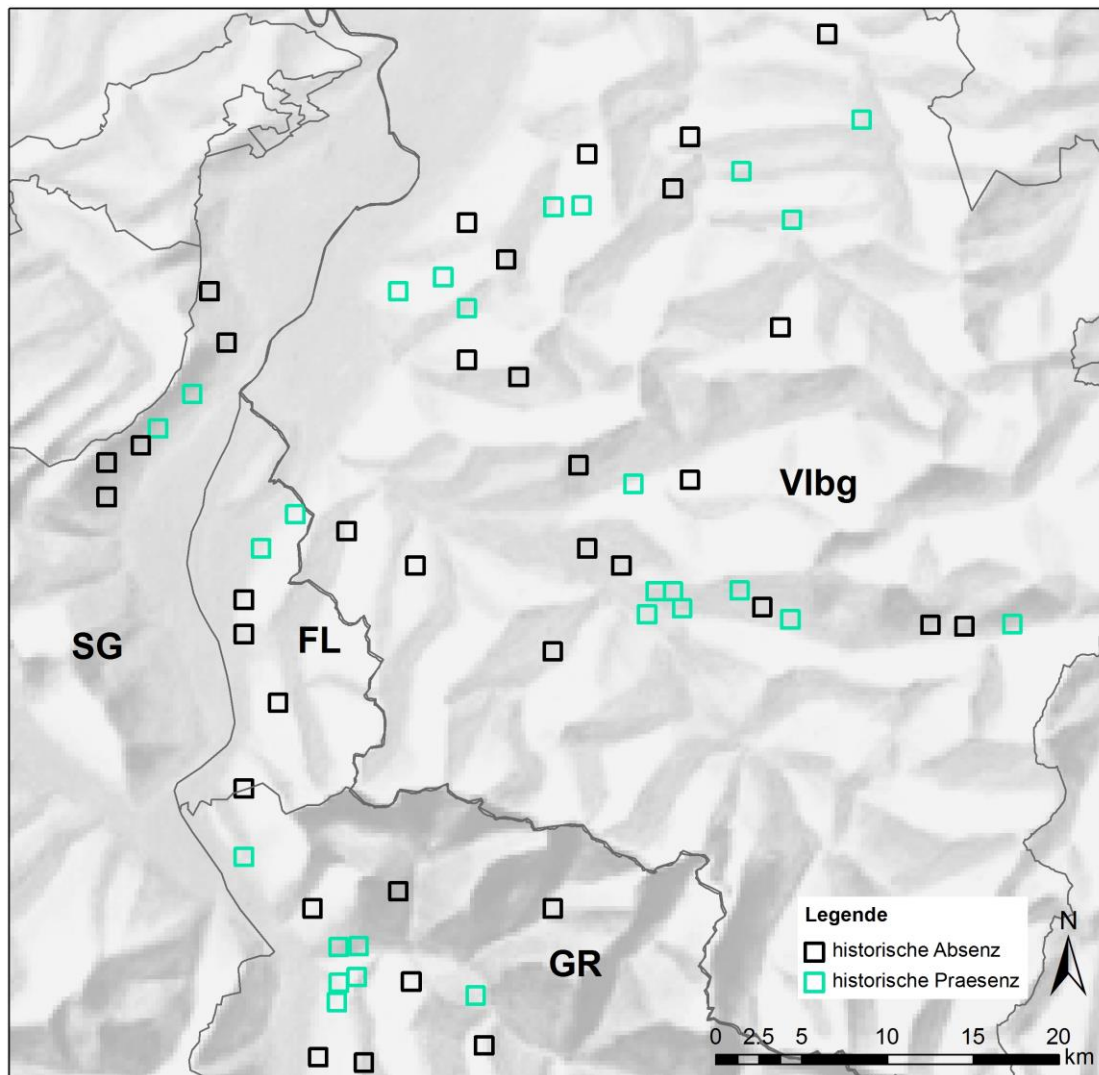 Vlbg
SG
FL
GR
Legende
historische Absenz
historische Praesenz
N
0 2.5 5 10 15 20
km